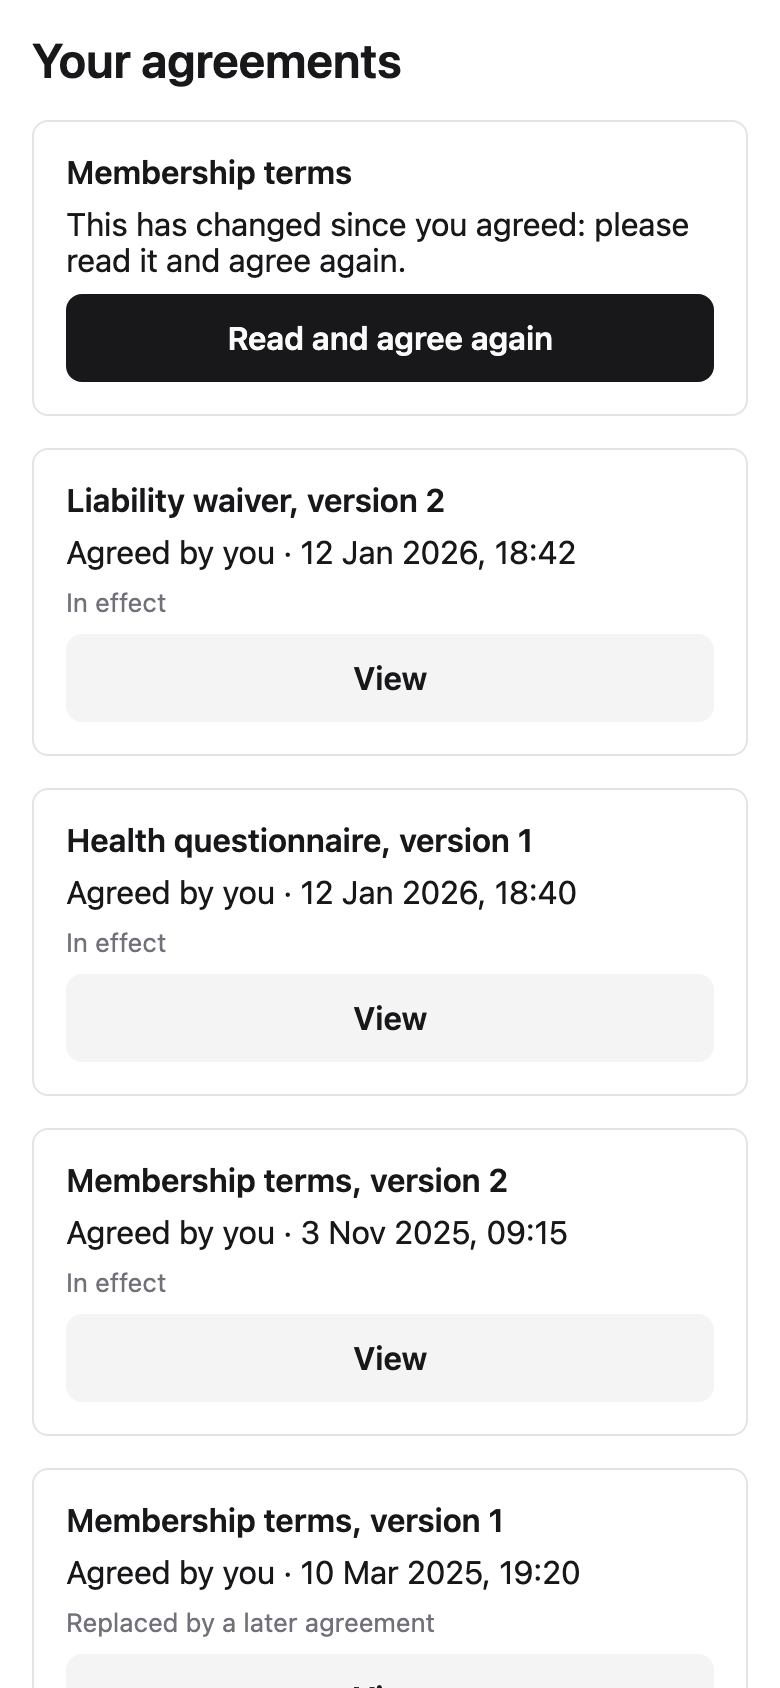 Your agreements
Membership terms
This has changed since you agreed: please
read it and agree again.
Read and agree again
Liability waiver, version 2
Agreed by you · 12 Jan 2026, 18:42
In effect
View
Health questionnaire, version 1
Agreed by you · 12 Jan 2026, 18:40
In effect
View
Membership terms, version 2
Agreed by you · 3 Nov 2025, 09:15
In effect
View
Membership terms, version 1
Agreed by you · 10 Mar 2025, 19:20
Replaced by a later agreement